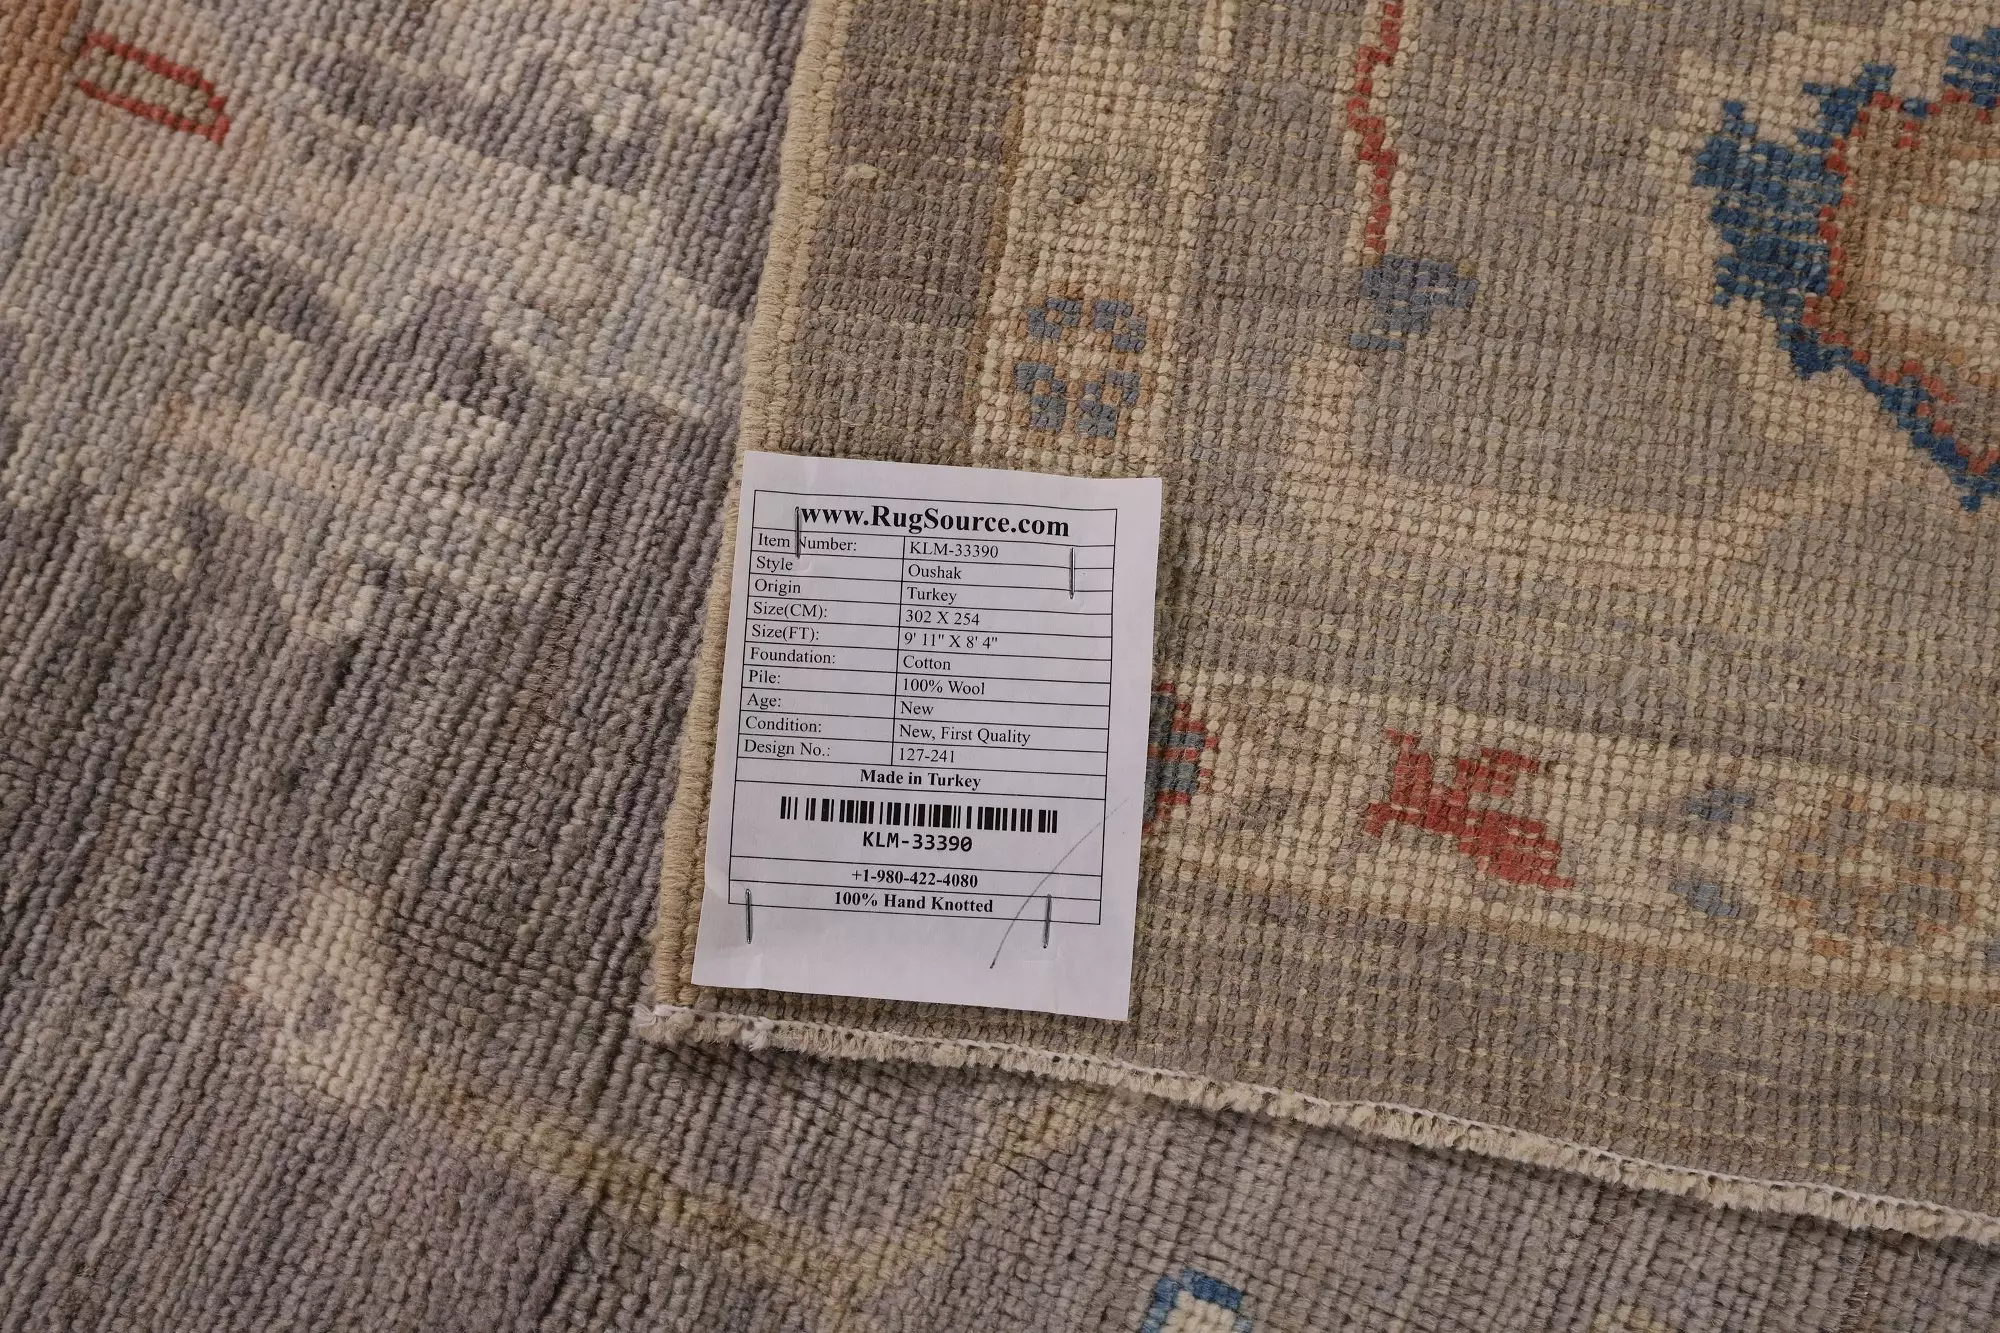 www.RugSource.com
Item Number: KLM-33390
Style Oushak
Origin Turkey
Size(CM): 302 X 254
Size(FT): 9' 11" X 8' 4"
Foundation: Cotton
Pile: 100% Wool
Age: New
Condition: New, First Quality
Design No.: 127-241
Made in Turkey
KLM-33390
+1-980-422-4080
100% Hand Knotted